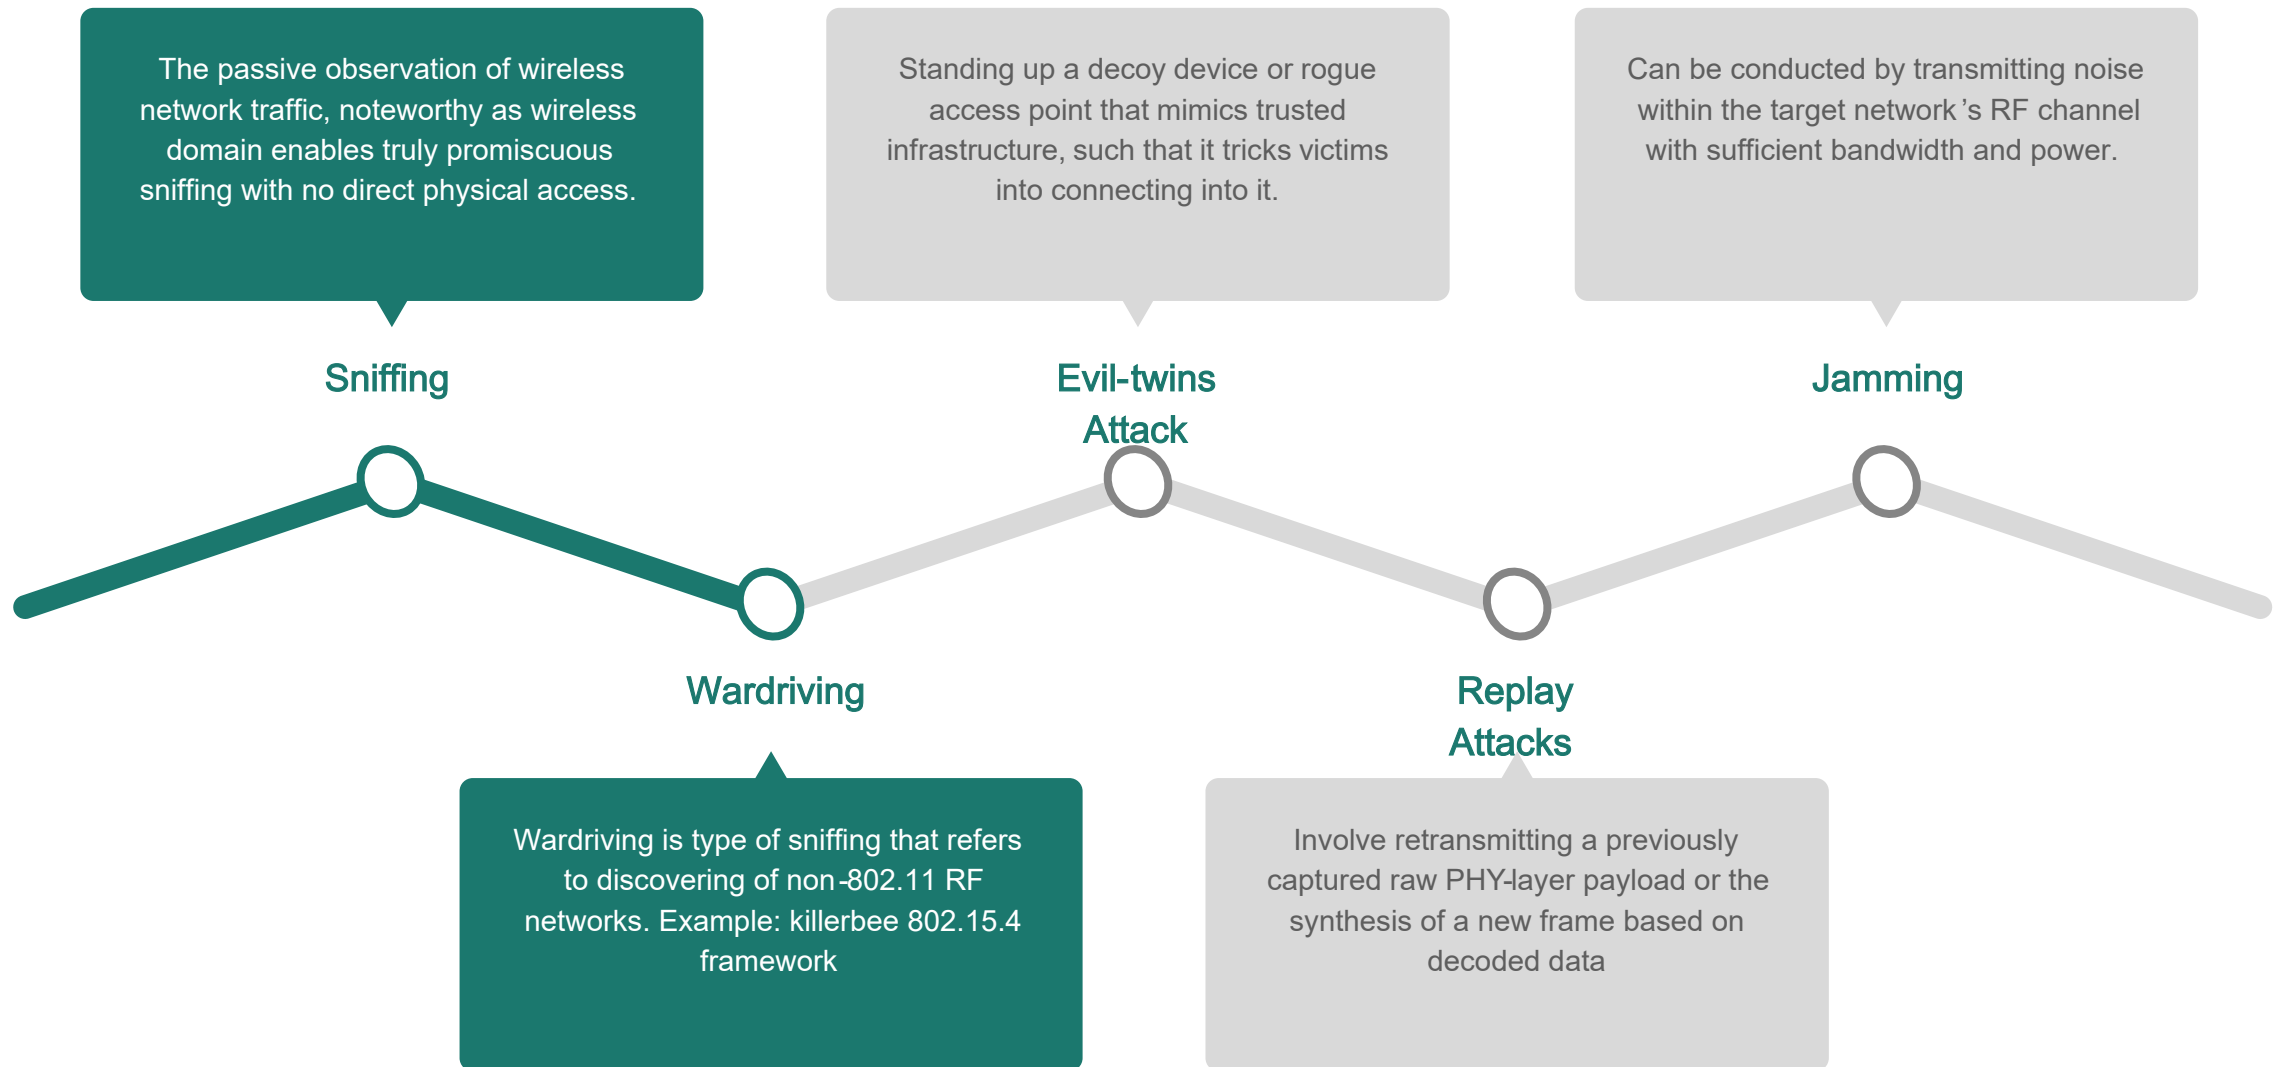 The passive observation of wireless
network traffic, noteworthy as wireless
domain enables truly promiscuous
sniffing with no direct physical access.
Sniffing
Standing up a decoy device or rogue
access point that mimics trusted
infrastructure, such that it tricks victims
into connecting into it.
Evil-twins
Attack
Can be conducted by transmitting noise
within the target network's RF channel
with sufficient bandwidth and power.
Jamming
Wardriving
Wardriving is type of sniffing that refers
to discovering of non-802.11 RF
networks. Example: killerbee 802.15.4
framework
Replay
Attacks
Involve retransmitting a previously
captured raw PHY-layer payload or the
synthesis of a new frame based on
decoded data